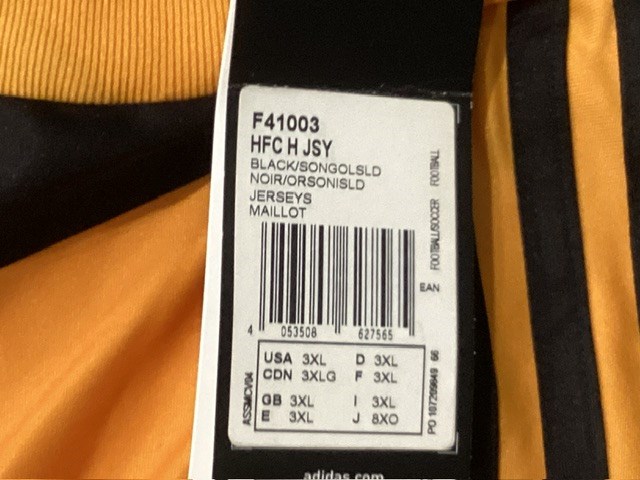 F41003
HFC H JSY
BLACK/SONGOLSLD
NOIR/ORSONISLD
JERSEYS
MAILLOT
FOOTBALL/SOCCER FOOTBALL
EAN
4 053508 627565
USA 3XL D 3XL
CDN 3XLG F 3XL
GB 3XL I 3XL
E 3XL J 8XO
adidas.com